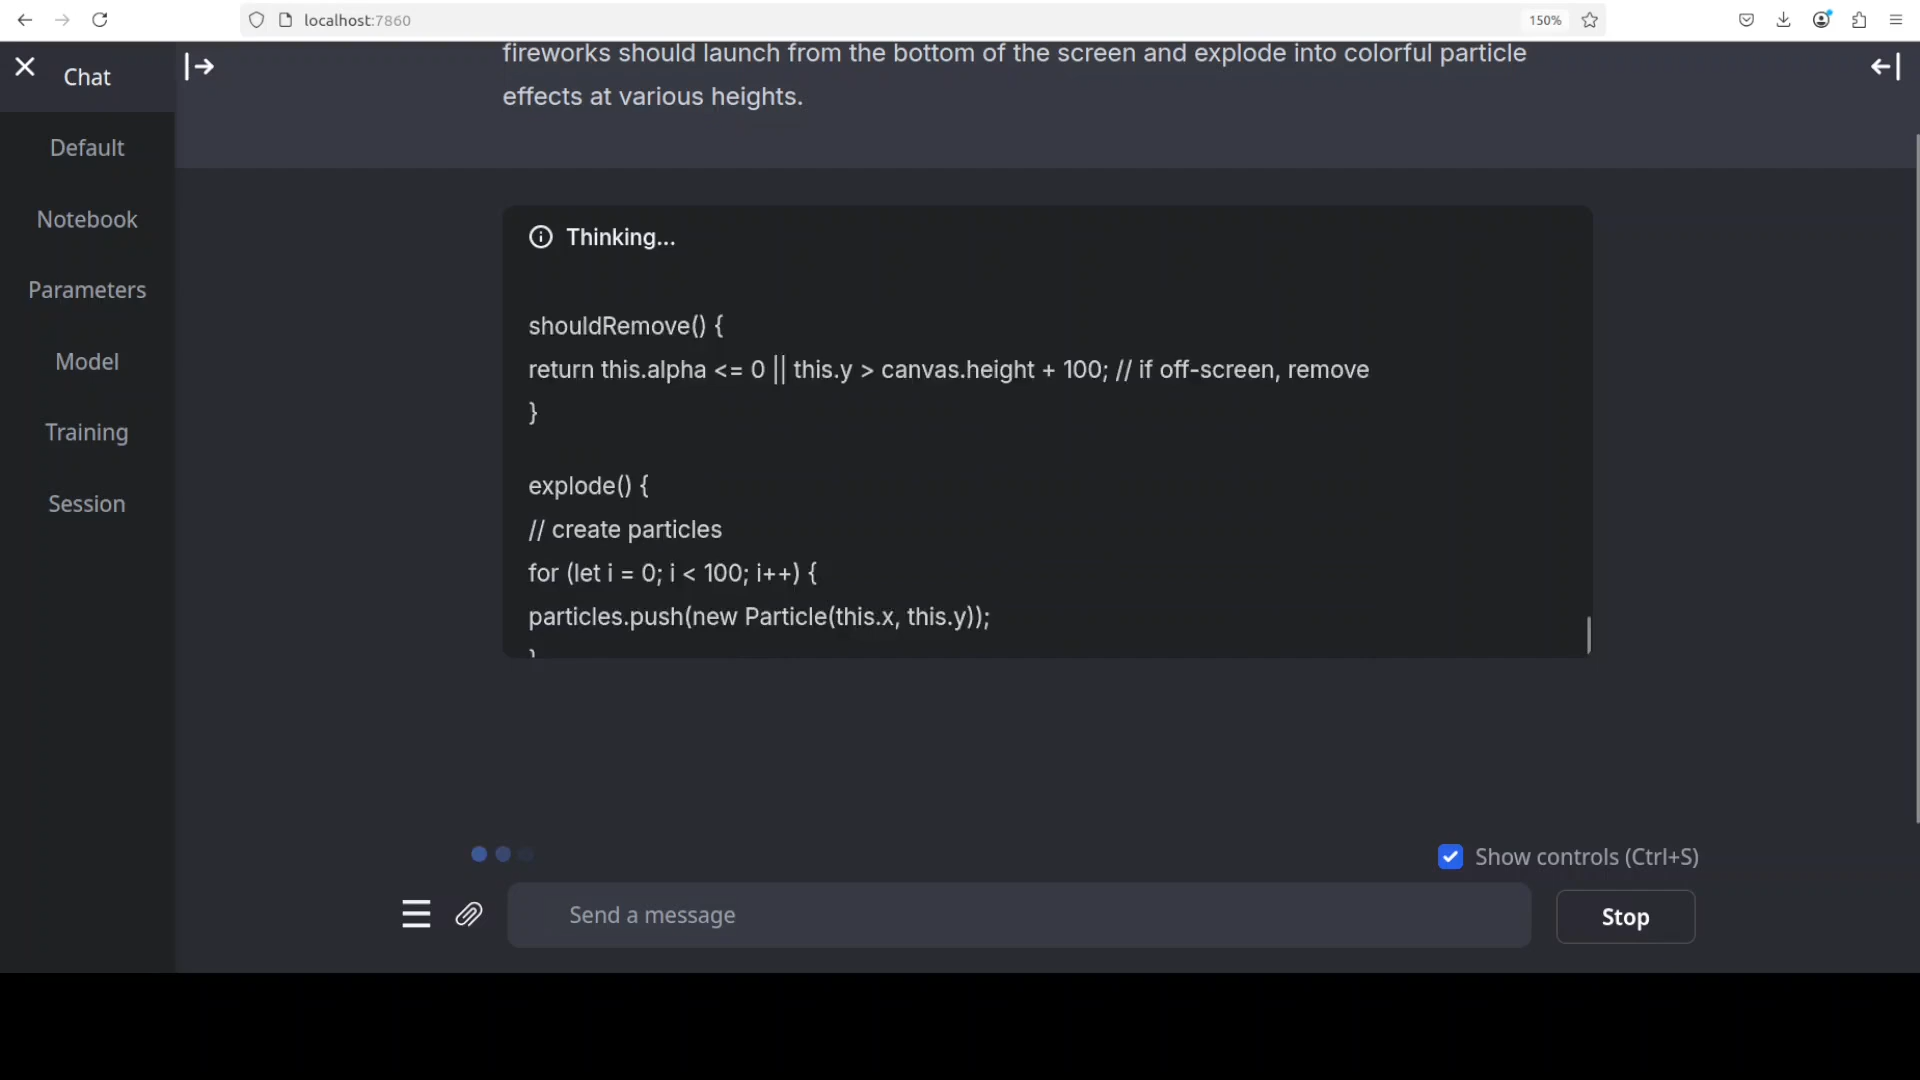 localhost:7860
150%
Chat
Default
Notebook
Parameters
Model
Training
Session
fireworks should launch from the bottom of the screen and explode into colorful particle
effects at various heights.
Thinking...
shouldRemove() {
return this.alpha <= 0 || this.y > canvas.height + 100; // if off-screen, remove
}
explode() {
// create particles
for (let i = 0; i < 100; i++) {
particles.push(new Particle(this.x, this.y));
}
Show controls (Ctrl+S)
Send a message
Stop